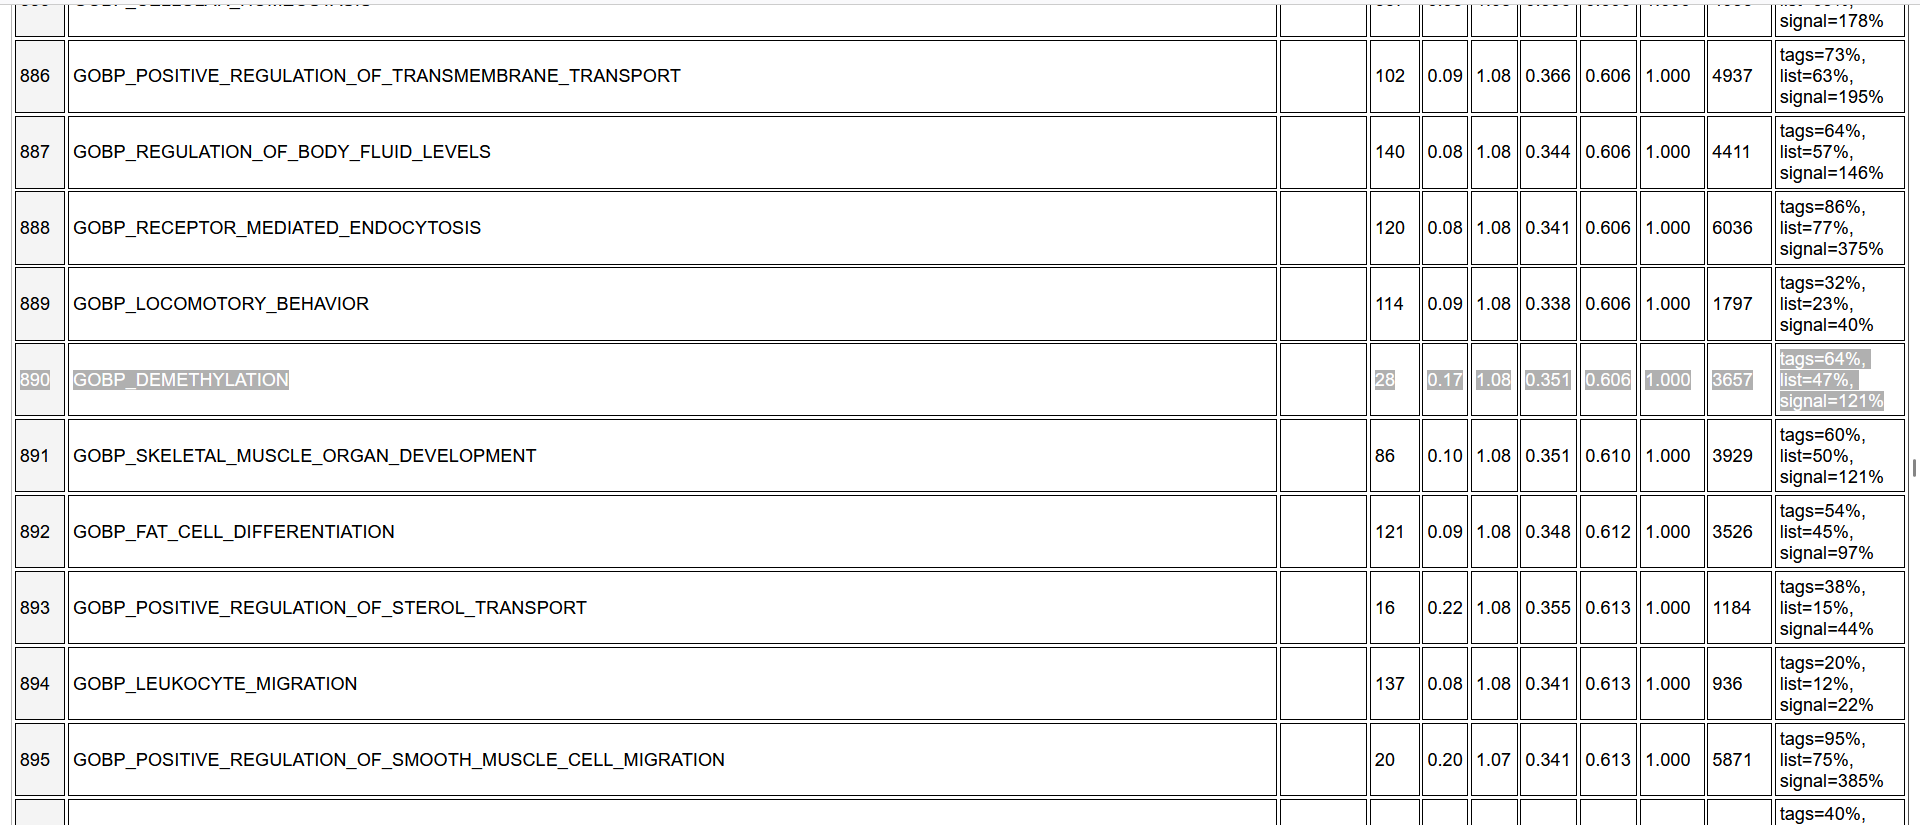 signal=178%
886 GOBP_POSITIVE_REGULATION_OF_TRANSMEMBRANE_TRANSPORT 102 0.09 1.08 0.366 0.606 1.000 4937 tags=73%, list=63%, signal=195%
887 GOBP_REGULATION_OF_BODY_FLUID_LEVELS 140 0.08 1.08 0.344 0.606 1.000 4411 tags=64%, list=57%, signal=146%
888 GOBP_RECEPTOR_MEDIATED_ENDOCYTOSIS 120 0.08 1.08 0.341 0.606 1.000 6036 tags=86%, list=77%, signal=375%
889 GOBP_LOCOMOTORY_BEHAVIOR 114 0.09 1.08 0.338 0.606 1.000 1797 tags=32%, list=23%, signal=40%
890 GOBP_DEMETHYLATION 28 0.17 1.08 0.351 0.606 1.000 3657 tags=64%, list=47%, signal=121%
891 GOBP_SKELETAL_MUSCLE_ORGAN_DEVELOPMENT 86 0.10 1.08 0.351 0.610 1.000 3929 tags=60%, list=50%, signal=121%
892 GOBP_FAT_CELL_DIFFERENTIATION 121 0.09 1.08 0.348 0.612 1.000 3526 tags=54%, list=45%, signal=97%
893 GOBP_POSITIVE_REGULATION_OF_STEROL_TRANSPORT 16 0.22 1.08 0.355 0.613 1.000 1184 tags=38%, list=15%, signal=44%
894 GOBP_LEUKOCYTE_MIGRATION 137 0.08 1.08 0.341 0.613 1.000 936 tags=20%, list=12%, signal=22%
895 GOBP_POSITIVE_REGULATION_OF_SMOOTH_MUSCLE_CELL_MIGRATION 20 0.20 1.07 0.341 0.613 1.000 5871 tags=95%, list=75%, signal=385%
tags=40%,